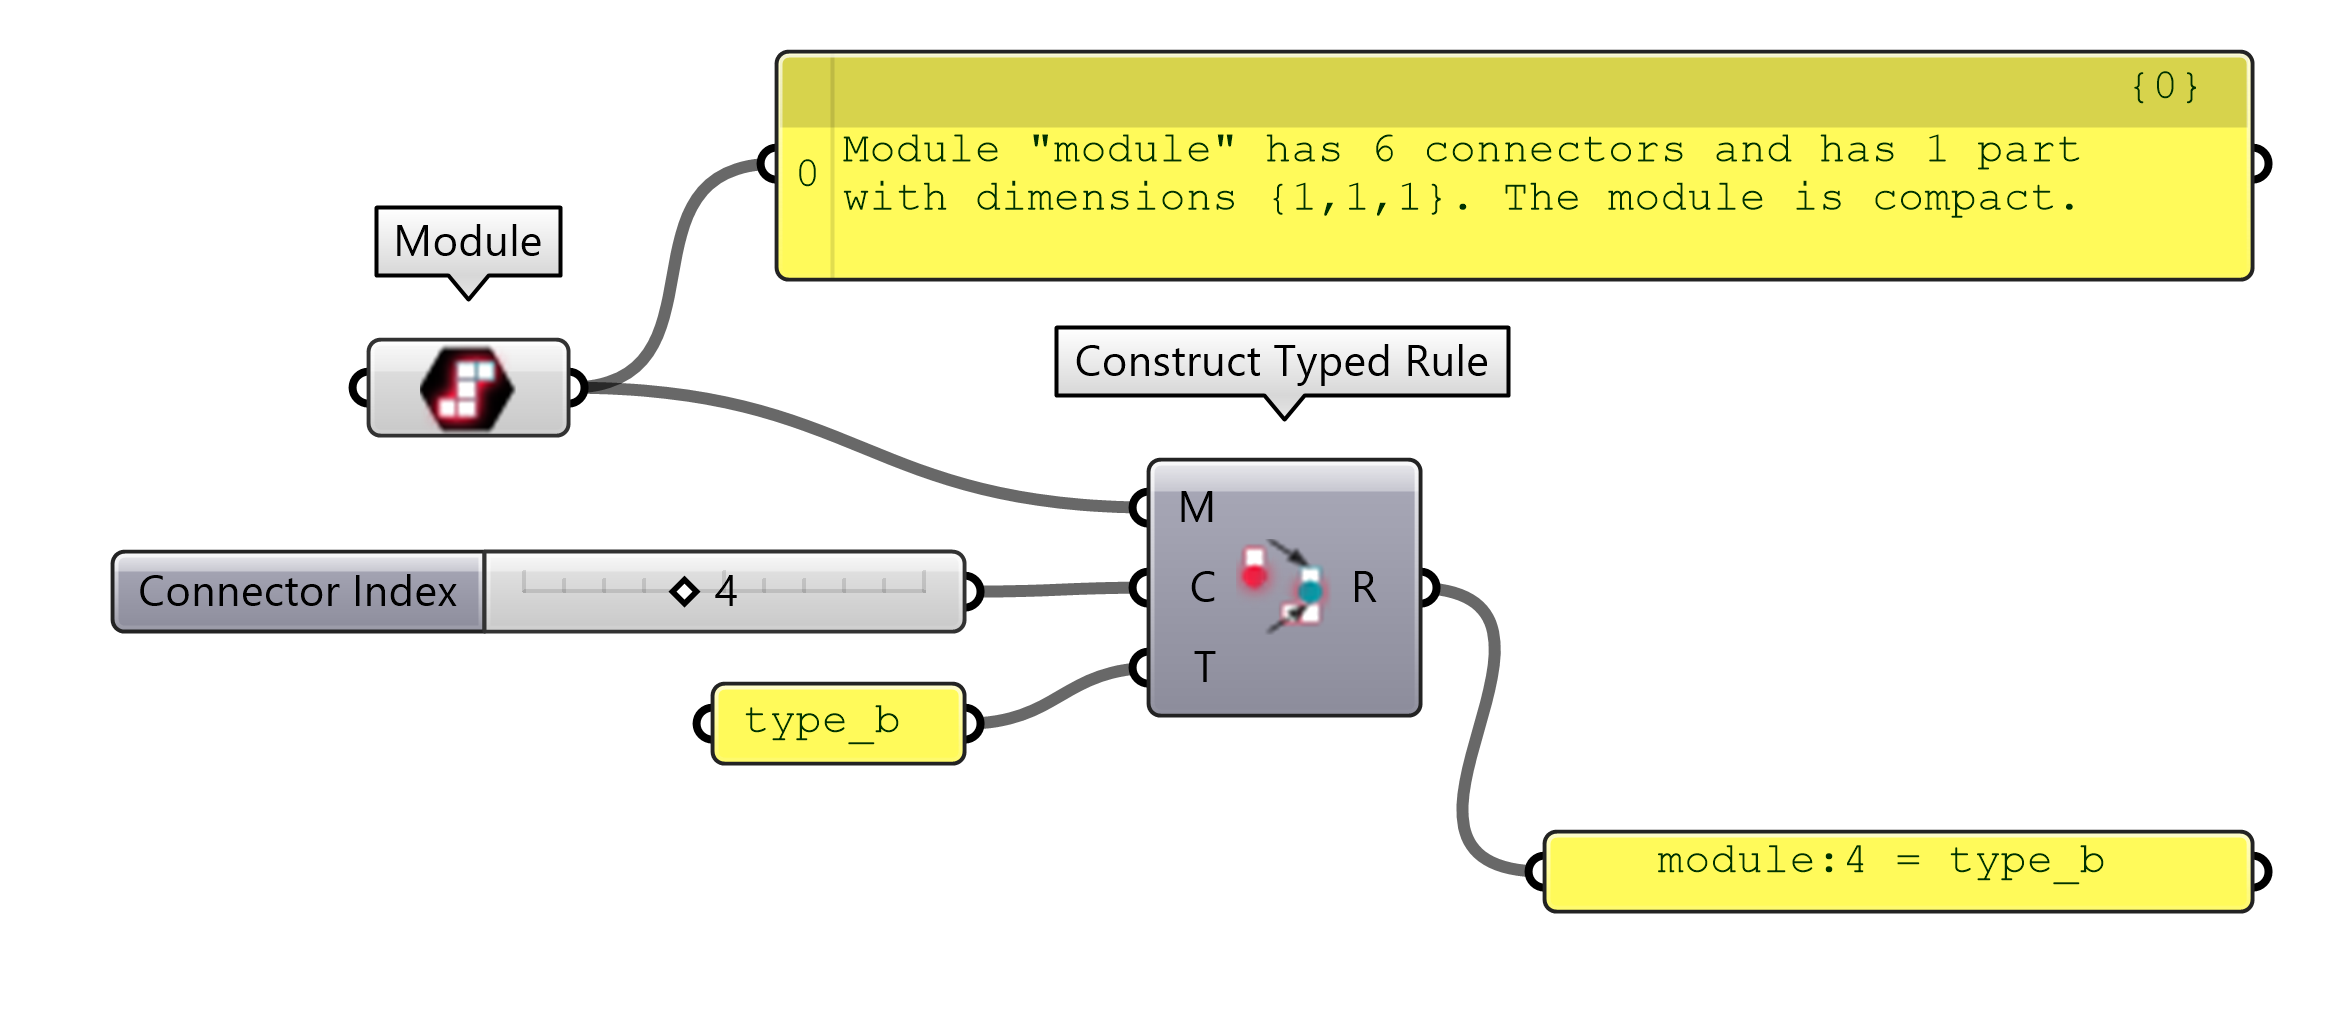 {0}
0
Module "module" has 6 connectors and has 1 part
with dimensions {1,1,1}. The module is compact.
Module
Construct Typed Rule
M
Connector Index
4
C
R
T
type_b
module:4 = type_b